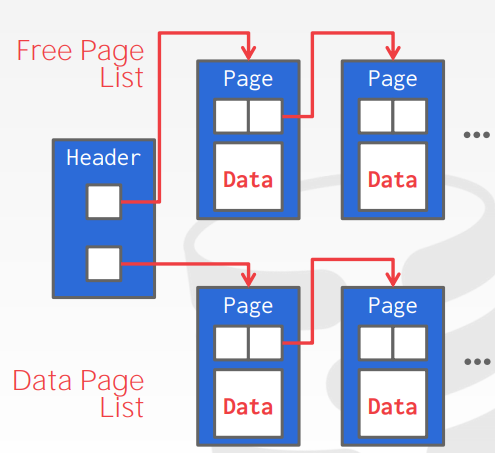 Free Page
List
Page
Page
Data
Data
...
Header
Page
Page
Data
Data
...
Data Page
List